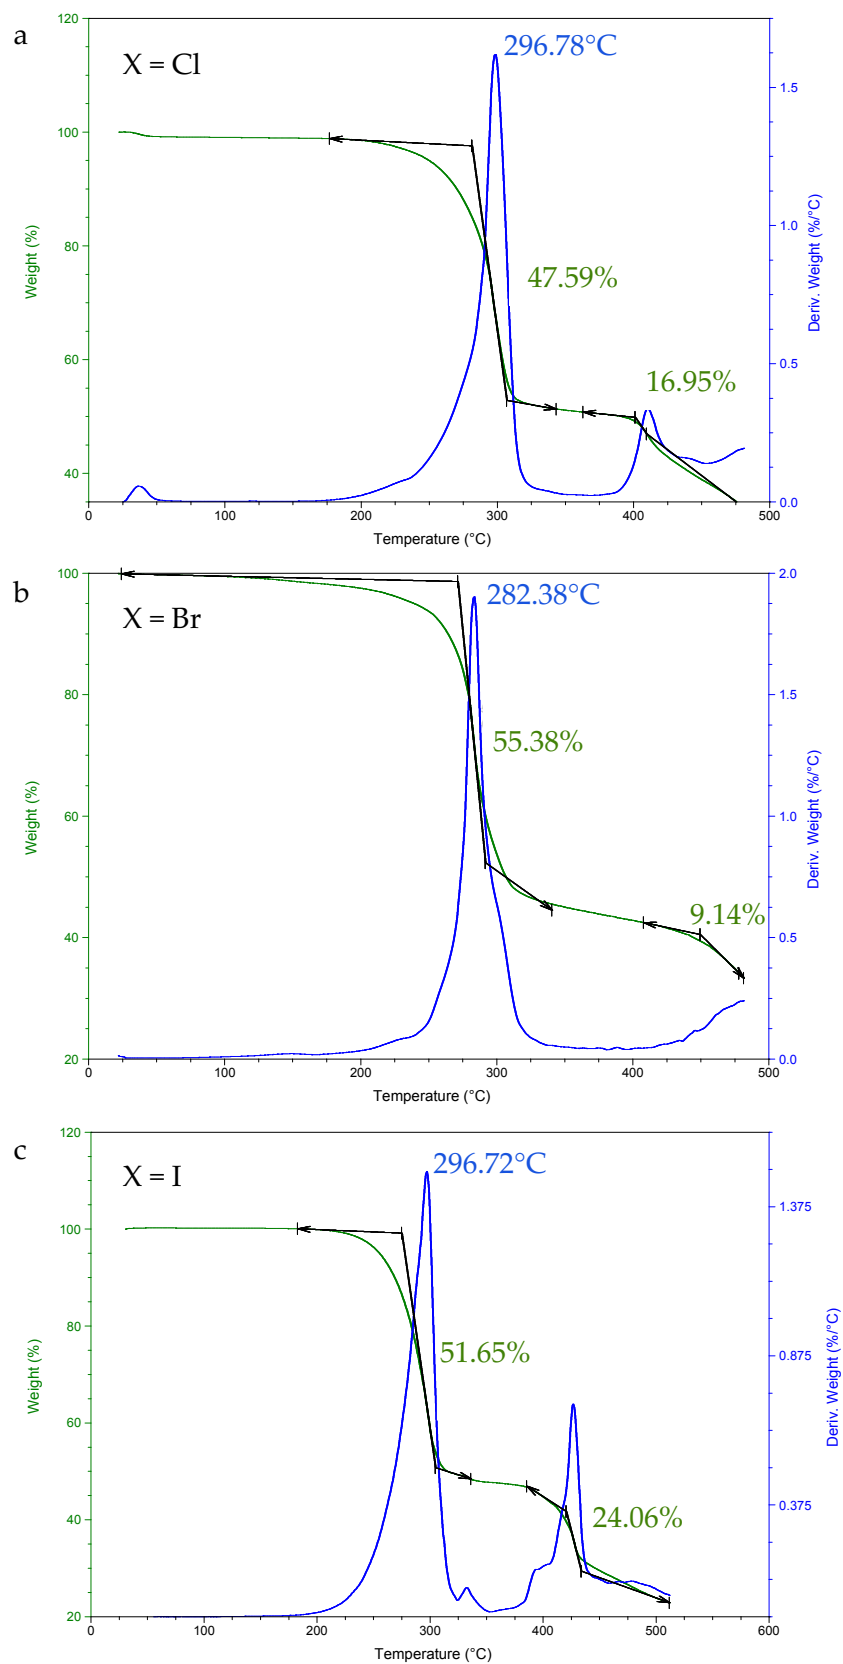 a
X = Cl
296.78°C
47.59%
16.95%
Weight (%)
120
100
80
60
40
Deriv. Weight (%/°C)
1.5
1.0
0.5
0.0
0 100 200 300 400 500
Temperature (°C)
b
X = Br
282.38°C
55.38%
9.14%
Weight (%)
100
80
60
40
20
Deriv. Weight (%/°C)
2.0
1.5
1.0
0.5
0.0
0 100 200 300 400 500
Temperature (°C)
c
X = I
296.72°C
51.65%
24.06%
Weight (%)
120
100
80
60
40
20
Deriv. Weight (%/°C)
1.375
0.875
0.375
0 100 200 300 400 500 600
Temperature (°C)